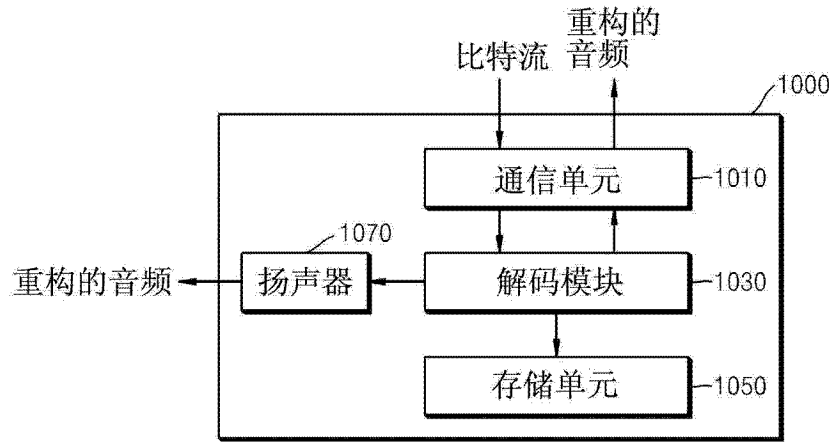 重构的
音频
比特流
1000
通信单元
1010
1070
重构的音频
扬声器
解码模块
1030
存储单元
1050